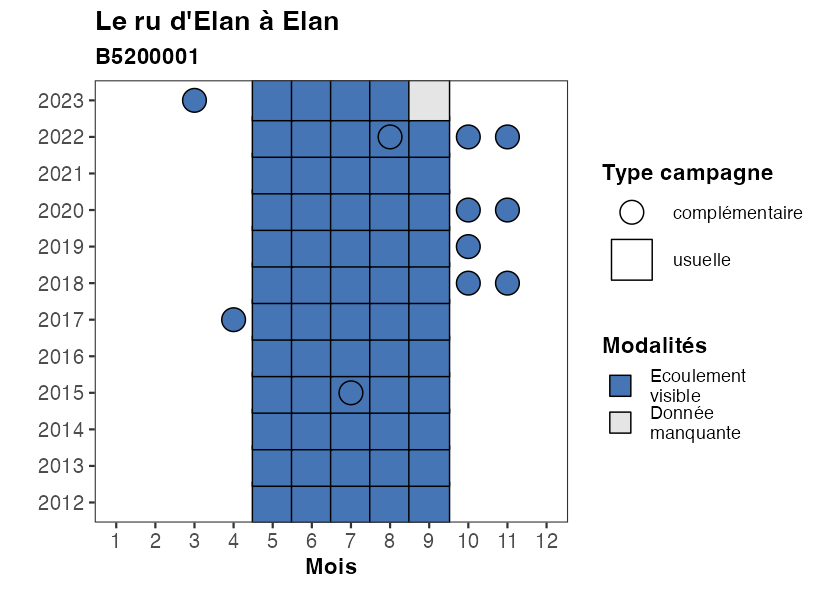 Le ru d'Elan à Elan
B5200001
2023
2022
2021
2020
2019
2018
2017
2016
2015
2014
2013
2012
1 2 3 4 5 6 7 8 9 10 11 12
Mois
Type campagne
complémentaire
usuelle
Modalités
Ecoulement
visible
Donnée
manquante